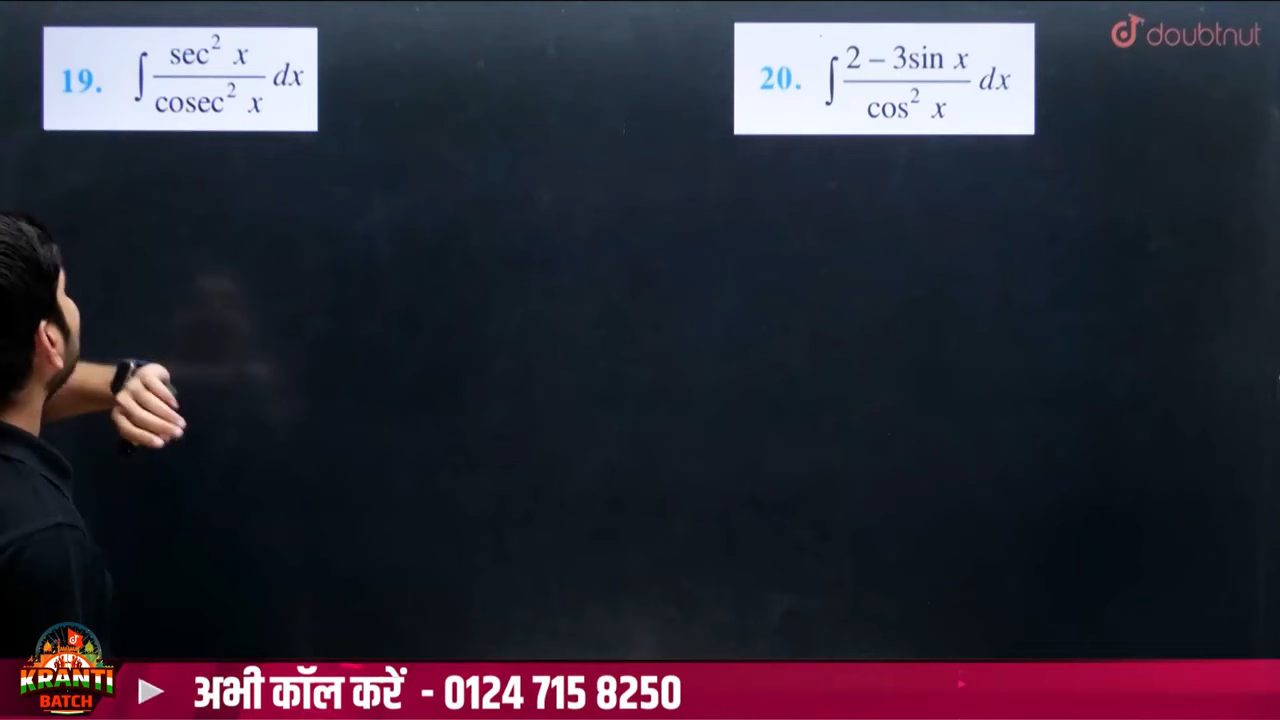 19. ∫ sec² x / cosec² x dx
20. ∫ 2 – 3sin x / cos² x dx
doubtnut
KRANTI
BATCH
अभी कॉल करें - 0124 715 8250